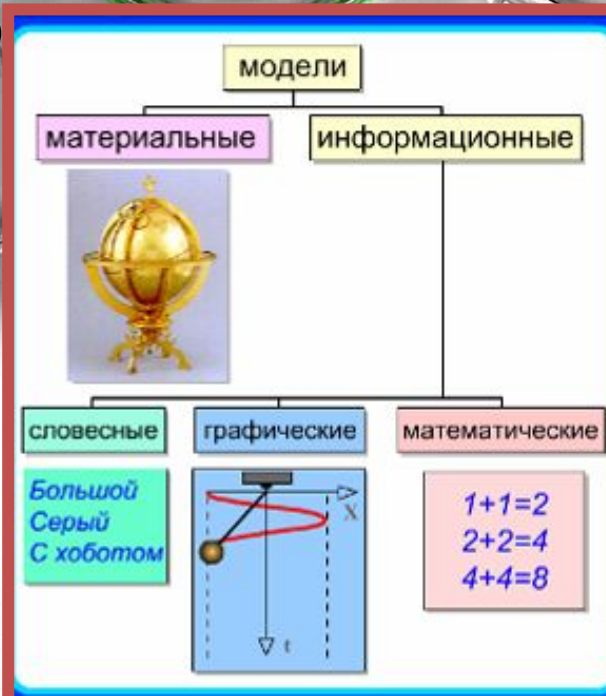 модели
материальные
информационные
словесные
графические
математические
Большой
Серый
С хоботом
X
t
1+1=2
2+2=4
4+4=8